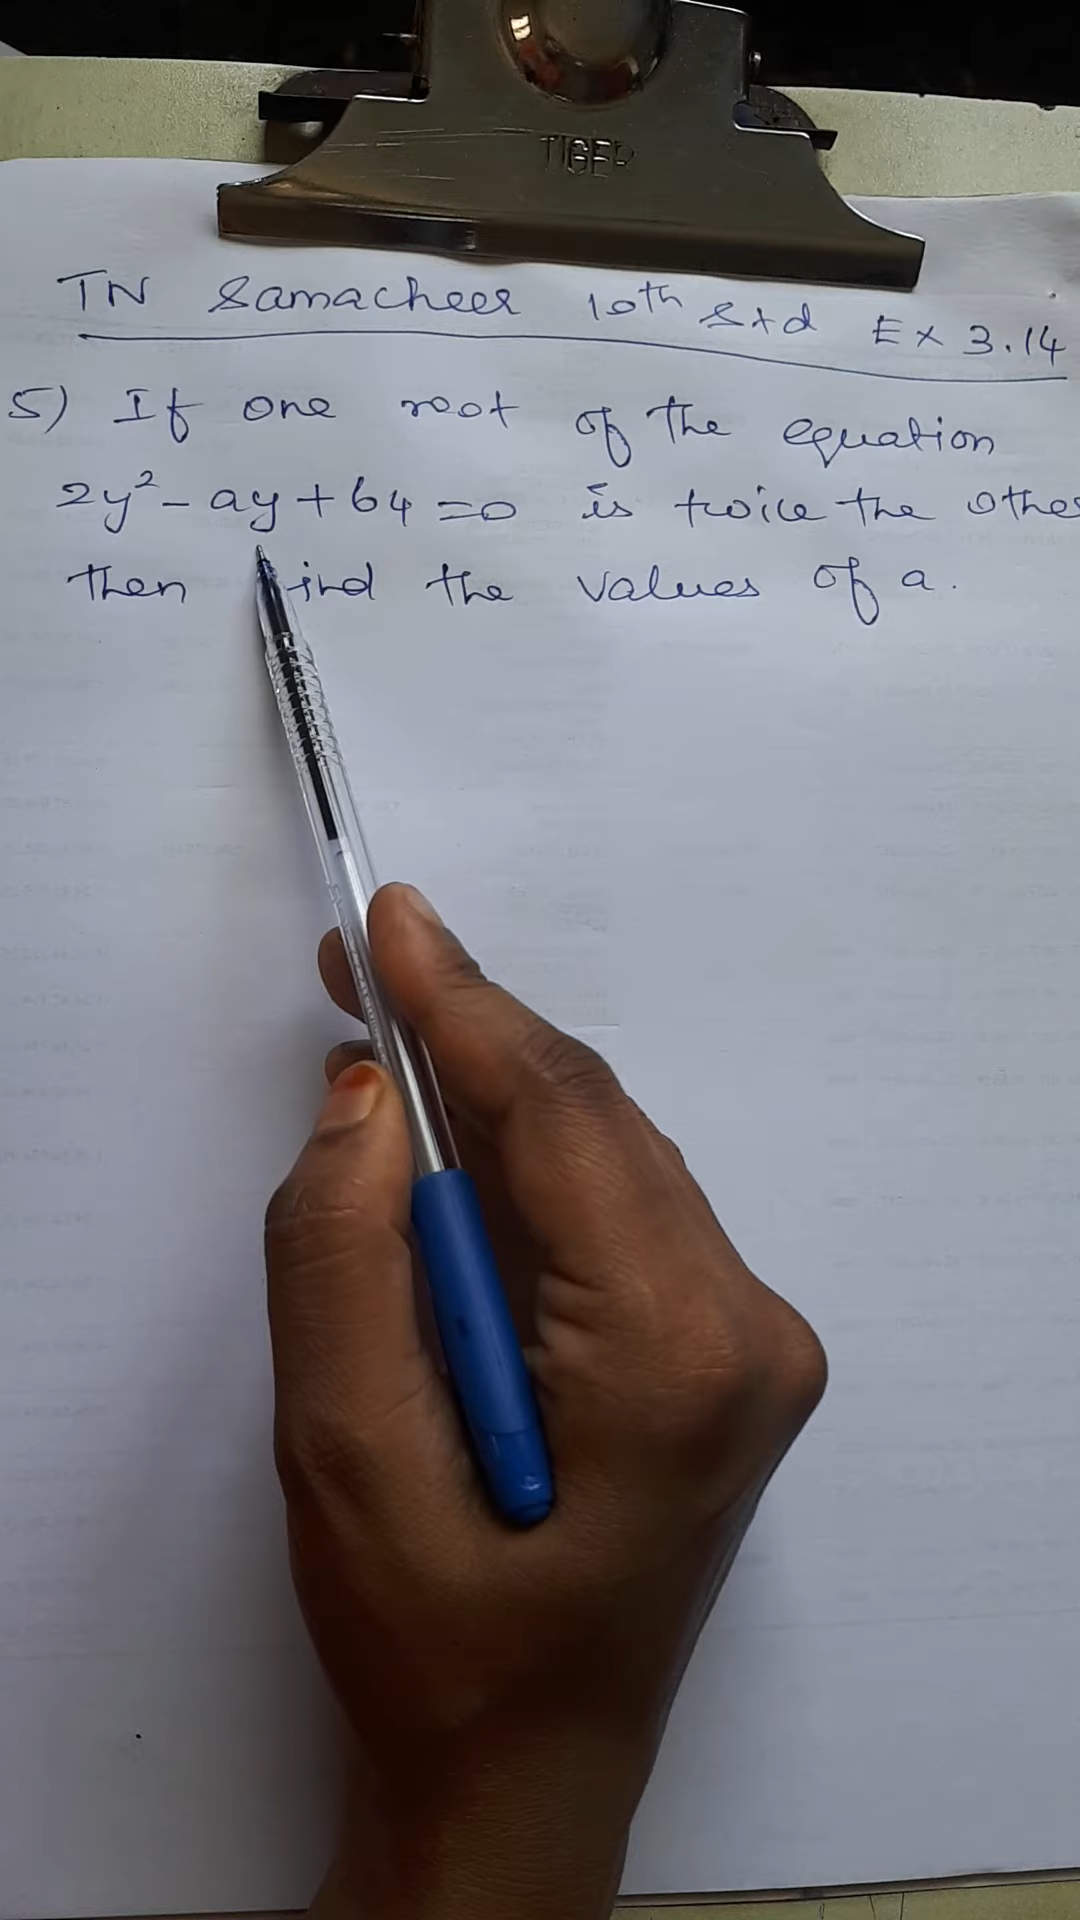 TIGER
TN Samacheer 10th Std Ex 3.14
5) If one root of the equation
2y² - ay + 64 = 0 is twice the other
then find the values of a.